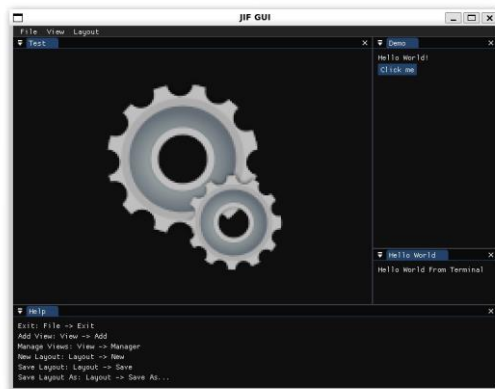 JIF GUI
File View Layout
Test
Demo
Hello World!
Click me
Hello World
Hello World From Terminal
Help
Exit: File -> Exit
Add View: View -> Add
Manage Views: View -> Manager
New Layout: Layout -> New
Save Layout: Layout -> Save
Save Layout As: Layout -> Save As...